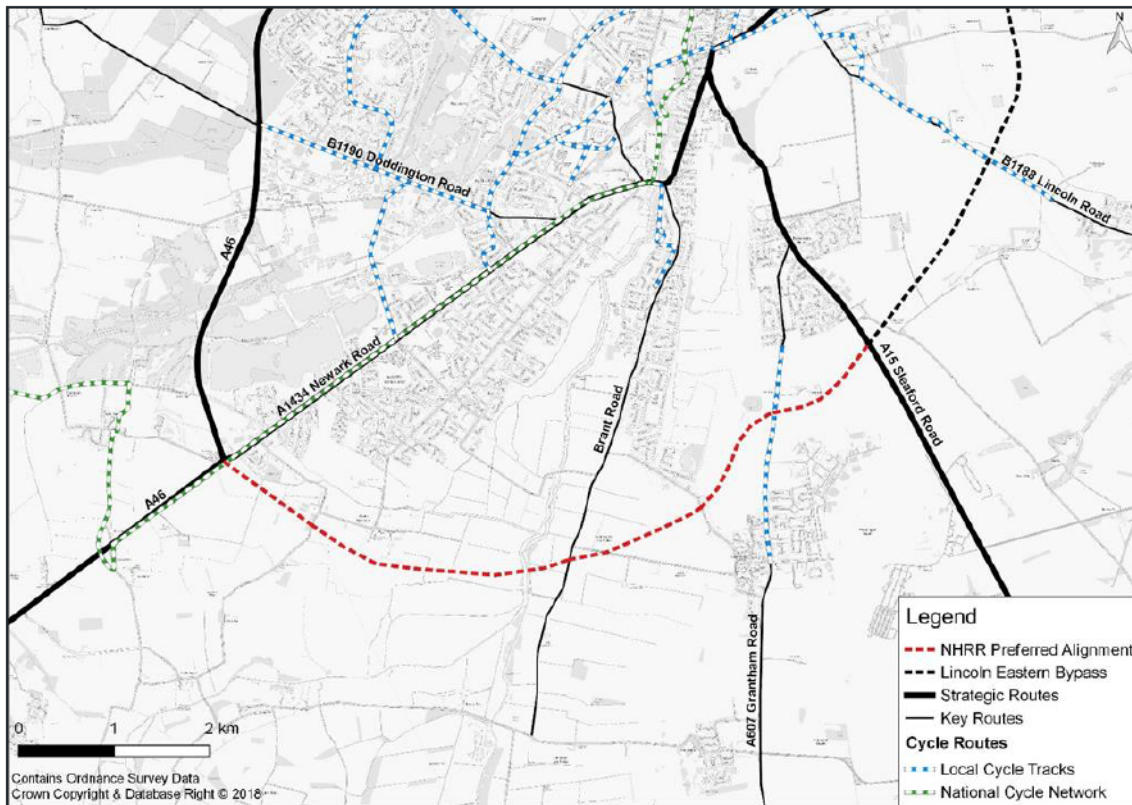 N
B1190 Doddington Road
B1188 Lincoln Road
A46
A1434 Newark Road
A15 Sleaford Road
Brant Road
A46
A607 Grantham Road
Legend
NHRR Preferred Alignment
Lincoln Eastern Bypass
Strategic Routes
Key Routes
Cycle Routes
Local Cycle Tracks
National Cycle Network
0 1 2 km
Contains Ordnance Survey Data
Crown Copyright & Database Right © 2018